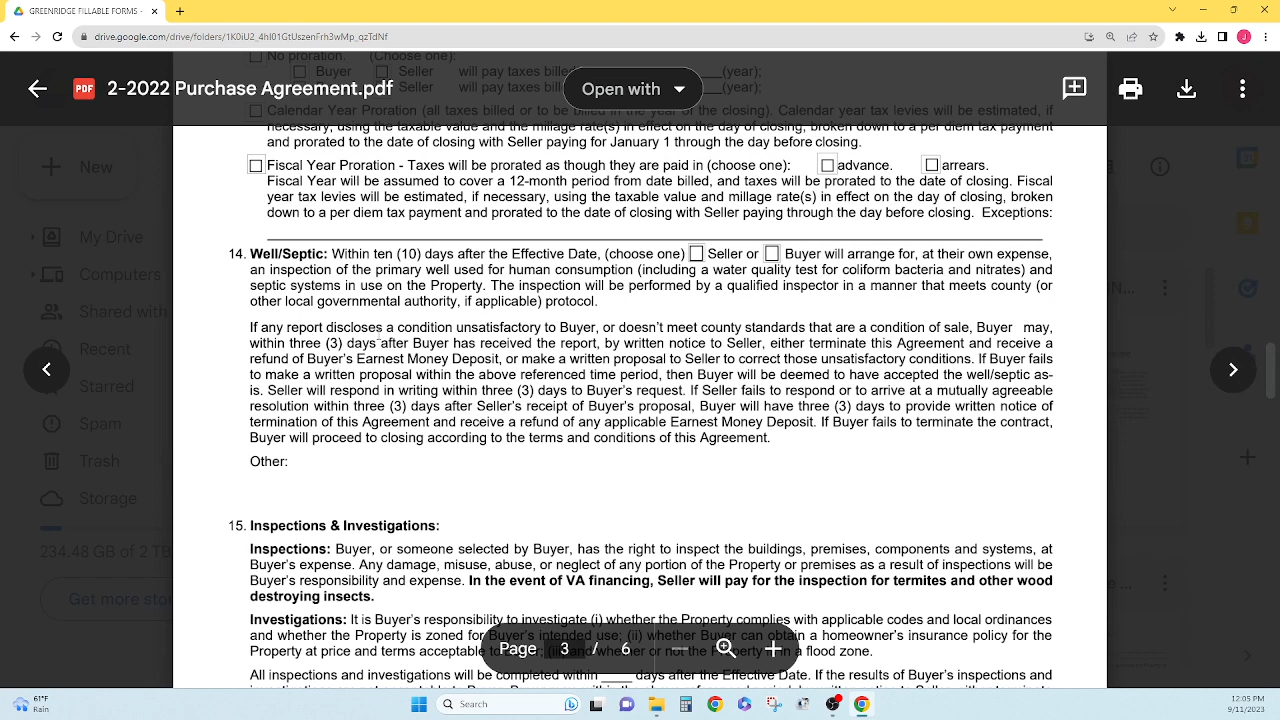 GREENRIDGE FILLABLE FORMS -
drive.google.com/drive/folders/1K0iU2_4hI01GtUszenFrh3wMp_qzTdNf
J
No proration. (Choose one):
Buyer Seller will pay taxes billed (year);
PDF 2-2022 Purchase Agreement.pdf
Open with
Buyer Seller will pay taxes billed (year);
Calendar Year Proration (all taxes billed or to be billed in the year of the closing). Calendar year tax levies will be estimated, if
necessary, using the taxable value and the millage rate(s) in effect on the day of closing, broken down to a per diem tax payment
and prorated to the date of closing with Seller paying for January 1 through the day before closing.
Fiscal Year Proration - Taxes will be prorated as though they are paid in (choose one): advance. arrears.
Fiscal Year will be assumed to cover a 12-month period from date billed, and taxes will be prorated to the date of closing. Fiscal
year tax levies will be estimated, if necessary, using the taxable value and millage rate(s) in effect on the day of closing, broken
down to a per diem tax payment and prorated to the date of closing with Seller paying through the day before closing. Exceptions:
14. Well/Septic: Within ten (10) days after the Effective Date, (choose one) Seller or Buyer will arrange for, at their own expense,
an inspection of the primary well used for human consumption (including a water quality test for coliform bacteria and nitrates) and
septic systems in use on the Property. The inspection will be performed by a qualified inspector in a manner that meets county (or
other local governmental authority, if applicable) protocol.
If any report discloses a condition unsatisfactory to Buyer, or doesn't meet county standards that are a condition of sale, Buyer may,
within three (3) days after Buyer has received the report, by written notice to Seller, either terminate this Agreement and receive a
refund of Buyer's Earnest Money Deposit, or make a written proposal to Seller to correct those unsatisfactory conditions. If Buyer fails
to make a written proposal within the above referenced time period, then Buyer will be deemed to have accepted the well/septic as-
is. Seller will respond in writing within three (3) days to Buyer's request. If Seller fails to respond or to arrive at a mutually agreeable
resolution within three (3) days after Seller's receipt of Buyer's proposal, Buyer will have three (3) days to provide written notice of
termination of this Agreement and receive a refund of any applicable Earnest Money Deposit. If Buyer fails to terminate the contract,
Buyer will proceed to closing according to the terms and conditions of this Agreement.
Other:
15. Inspections & Investigations:
Inspections: Buyer, or someone selected by Buyer, has the right to inspect the buildings, premises, components and systems, at
Buyer's expense. Any damage, misuse, abuse, or neglect of any portion of the Property or premises as a result of inspections will be
Buyer's responsibility and expense. In the event of VA financing, Seller will pay for the inspection for termites and other wood
destroying insects.
Investigations: It is Buyer's responsibility to investigate (i) whether the Property complies with applicable codes and local ordinances
and whether the Property is zoned for Buyer's intended use; (ii) whether Buyer can obtain a homeowner's insurance policy for the
Property at price and terms acceptable to and whether or not the Property in a flood zone.
Page 3 / 6
All inspections and investigations will be completed within ____ days after the Effective Date. If the results of Buyer's inspections and
New
My Drive
Computers
Shared with
Recent
Starred
Spam
Trash
Storage
234.48 GB of 2 TB
Get more stor
61°F
Rain
Search
12:05 PM
9/11/2023